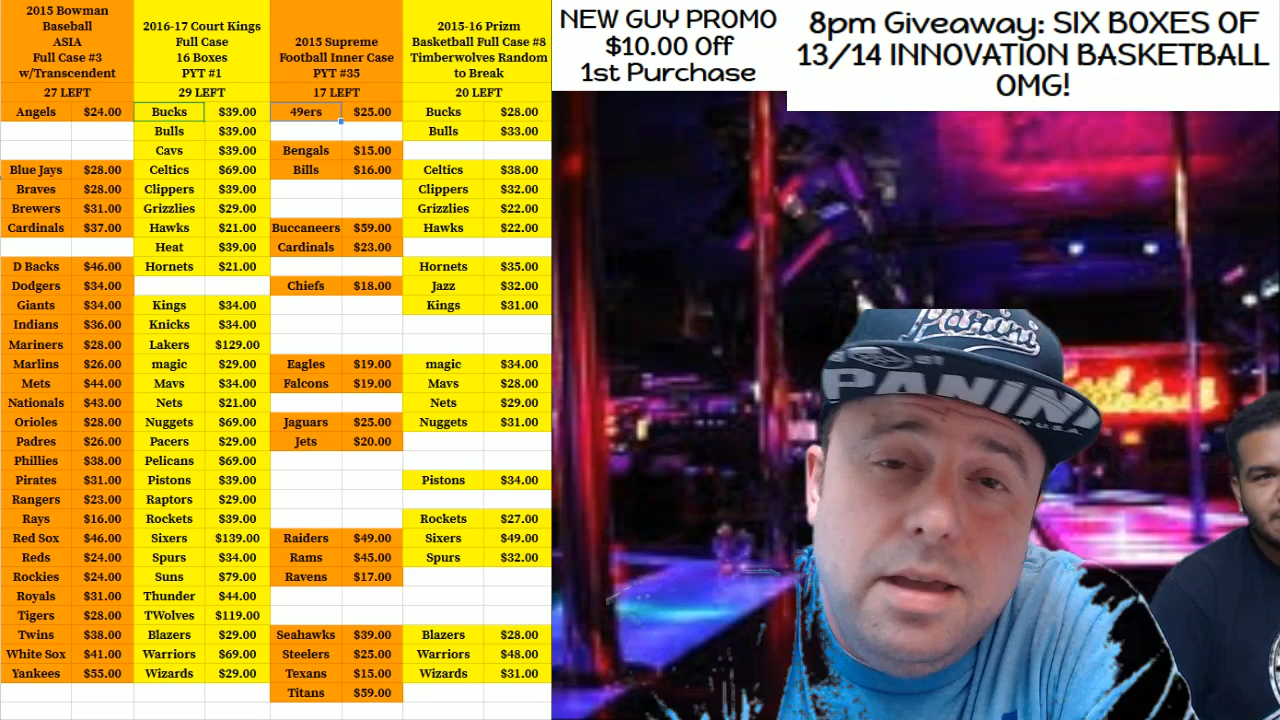 2015 Bowman
Baseball
ASIA
Full Case #3
w/Transcendent
27 LEFT
Angels $24.00
Blue Jays $28.00
Braves $28.00
Brewers $31.00
Cardinals $37.00
D Backs $46.00
Dodgers $34.00
Giants $34.00
Indians $36.00
Mariners $28.00
Marlins $26.00
Mets $44.00
Nationals $43.00
Orioles $28.00
Padres $26.00
Phillies $38.00
Pirates $31.00
Rangers $23.00
Rays $16.00
Red Sox $46.00
Reds $24.00
Rockies $24.00
Royals $31.00
Tigers $28.00
Twins $38.00
White Sox $41.00
Yankees $55.00
2016-17 Court Kings
Full Case
16 Boxes
PYT #1
29 LEFT
Bucks $39.00
Bulls $39.00
Cavs $39.00
Celtics $69.00
Clippers $39.00
Grizzlies $29.00
Hawks $21.00
Heat $39.00
Hornets $21.00
Kings $34.00
Knicks $34.00
Lakers $129.00
magic $29.00
Mavs $34.00
Nets $21.00
Nuggets $69.00
Pacers $29.00
Pelicans $69.00
Pistons $39.00
Raptors $29.00
Rockets $39.00
Sixers $139.00
Spurs $34.00
Suns $79.00
Thunder $44.00
TWolves $119.00
Blazers $29.00
Warriors $69.00
Wizards $29.00
2015 Supreme
Football Inner Case
PYT #35
17 LEFT
49ers $25.00
Bengals $15.00
Bills $16.00
Buccaneers $59.00
Cardinals $23.00
Chiefs $18.00
Eagles $19.00
Falcons $19.00
Jaguars $25.00
Jets $20.00
Raiders $49.00
Rams $45.00
Ravens $17.00
Seahawks $39.00
Steelers $25.00
Texans $15.00
Titans $59.00
2015-16 Prizm
Basketball Full Case #8
Timberwolves Random
to Break
20 LEFT
Bucks $28.00
Bulls $33.00
Celtics $38.00
Clippers $32.00
Grizzlies $22.00
Hawks $22.00
Hornets $35.00
Jazz $32.00
Kings $31.00
magic $34.00
Mavs $28.00
Nets $29.00
Nuggets $31.00
Pistons $34.00
Rockets $27.00
Sixers $49.00
Spurs $32.00
Blazers $28.00
Warriors $48.00
Wizards $31.00
NEW GUY PROMO
$10.00 Off
1st Purchase
8pm Giveaway: SIX BOXES OF
13/14 INNOVATION BASKETBALL
OMG!
Panini
PANINI
U.S.A.